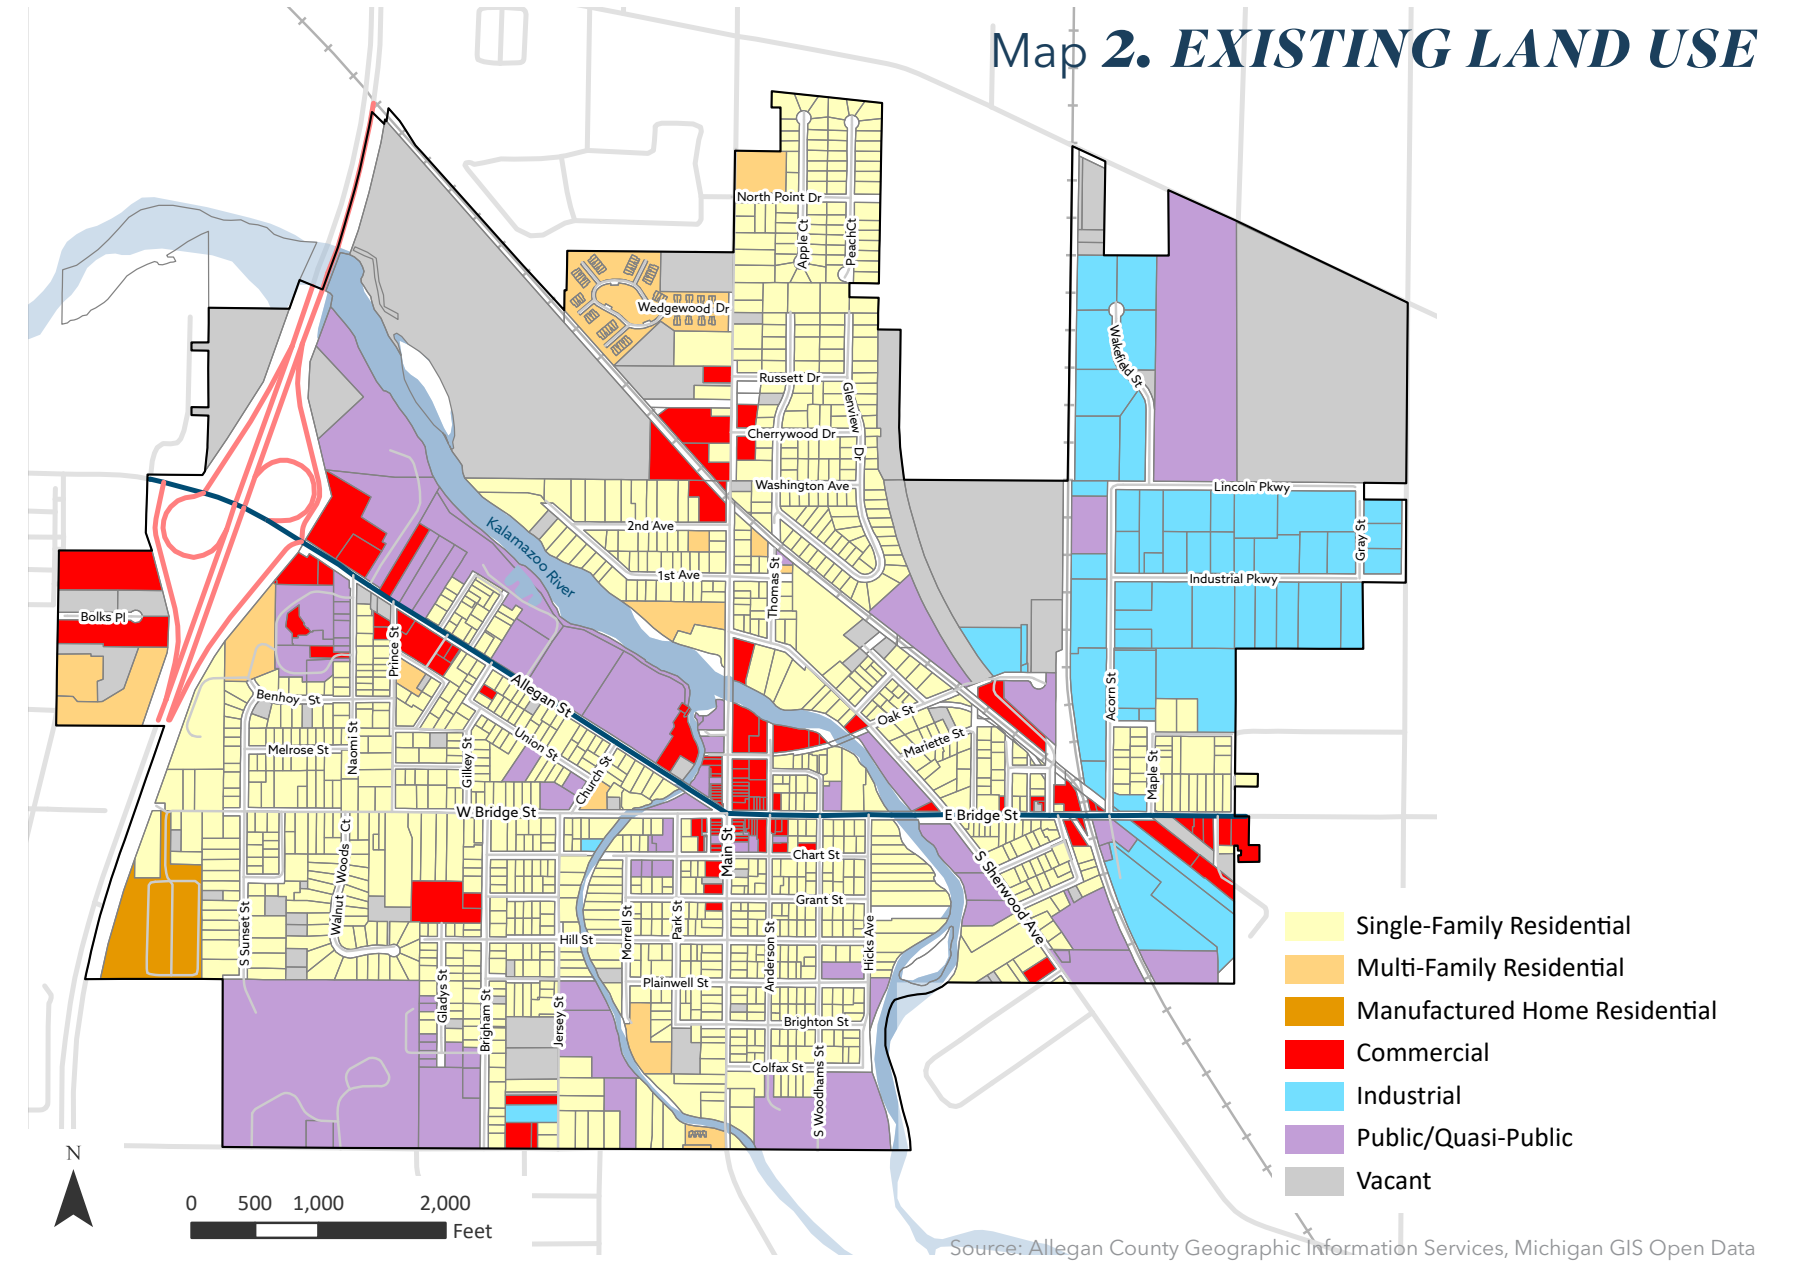 Map 2. EXISTING LAND USE
North Point Dr
Apple Ct
PeachCt
Wedgewood Dr
Wakefield St
Russett Dr
Glenview Dr
Cherrywood Dr
Washington Ave
Lincoln Pkwy
2nd Ave
Gray St
Kalamazoo River
1st Ave
Thomas St
Industrial Pkwy
Bolks Pl
Prince St
Benhoy St
Allegan St
Acorn St
Oak St
Melrose St
Naomi St
Gilkey St
Union St
Mariette St
Church St
Maple St
W Bridge St
E Bridge St
Main St
Walnut Woods Ct
Chart St
S Sherwood Ave
Grant St
S Sunset St
Morrell St
Park St
Anderson St
Hicks Ave
Hill St
Gladys St
Plainwell St
Brigham St
Jersey St
Brighton St
Colfax St
S Woodhams St
Single-Family Residential
Multi-Family Residential
Manufactured Home Residential
Commercial
Industrial
Public/Quasi-Public
Vacant
N
0 500 1,000 2,000
Feet
Source: Allegan County Geographic Information Services, Michigan GIS Open Data